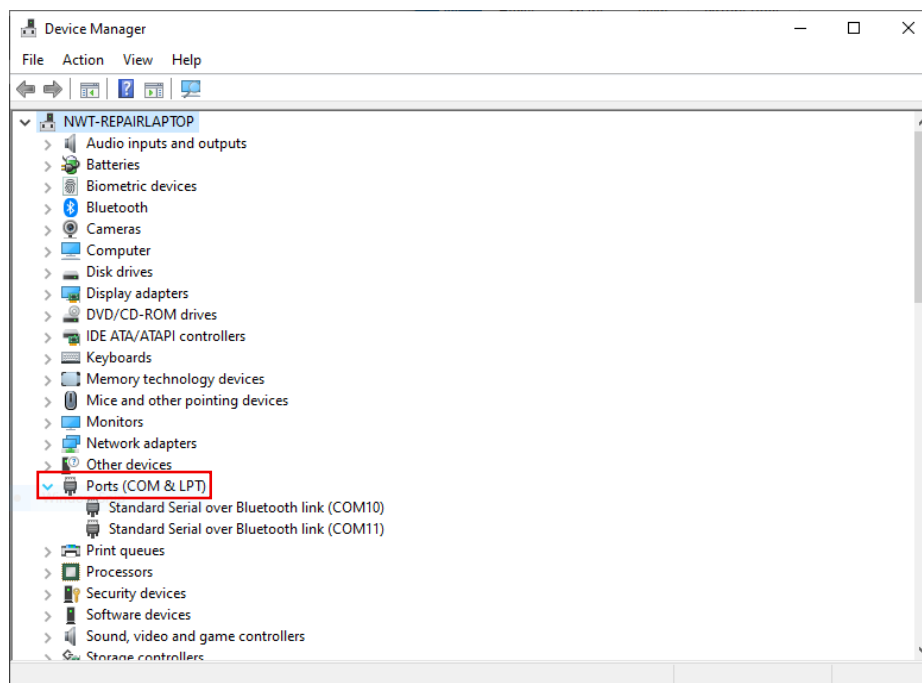 Device Manager
File Action View Help
NWT-REPAIRLAPTOP
Audio inputs and outputs
Batteries
Biometric devices
Bluetooth
Cameras
Computer
Disk drives
Display adapters
DVD/CD-ROM drives
IDE ATA/ATAPI controllers
Keyboards
Memory technology devices
Mice and other pointing devices
Monitors
Network adapters
Other devices
Ports (COM & LPT)
Standard Serial over Bluetooth link (COM10)
Standard Serial over Bluetooth link (COM11)
Print queues
Processors
Security devices
Software devices
Sound, video and game controllers
Storage controllers